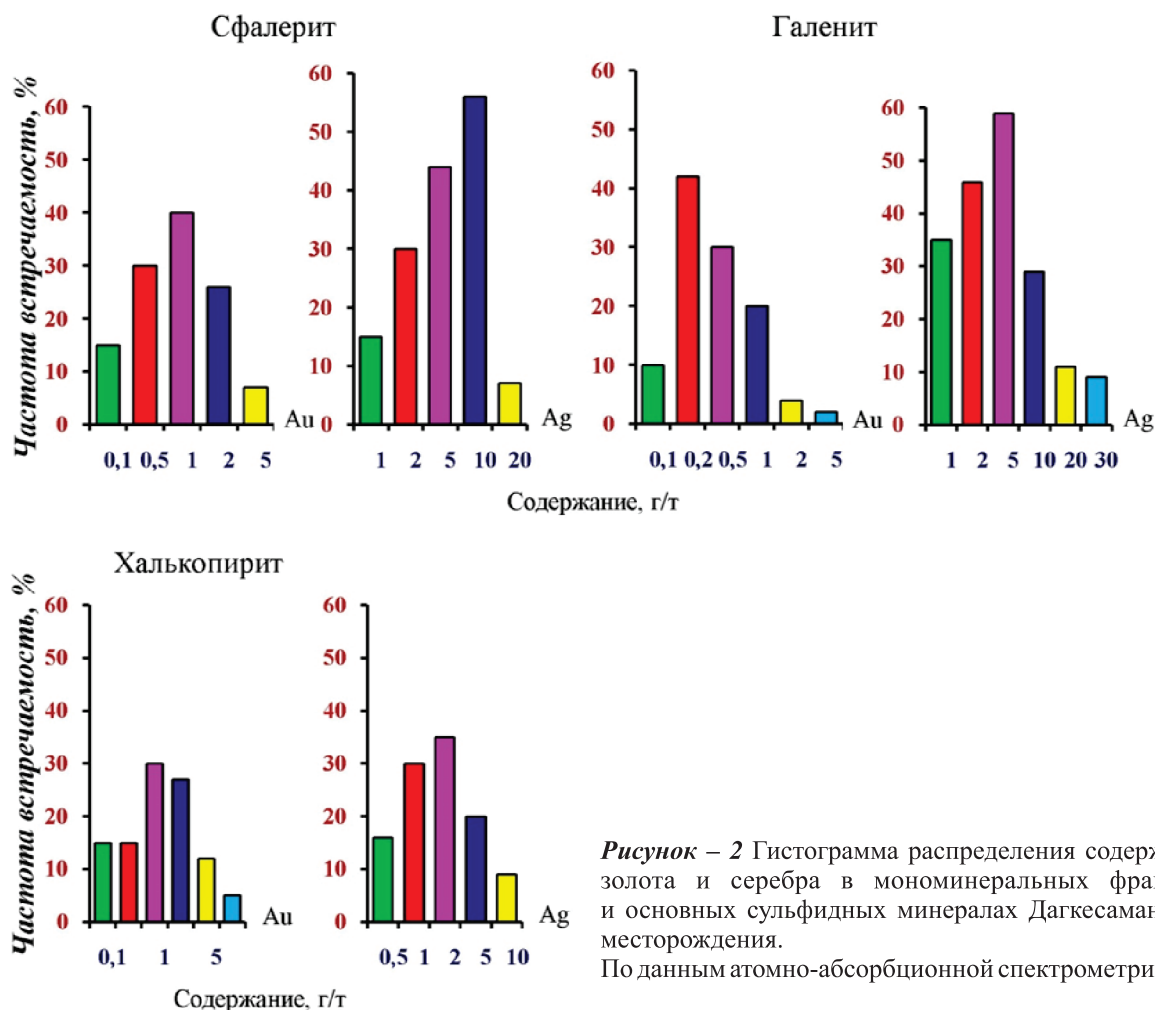 Сфалерит
Галенит
Частота встречаемость, %
60
50
40
30
20
10
0
0,1 0,5 1 2 5
Au
60
50
40
30
20
10
0
1 2 5 10 20
Ag
60
50
40
30
20
10
0
0,1 0,2 0,5 1 2 5
Au
60
50
40
30
20
10
0
1 2 5 10 20 30
Ag
Содержание, г/т
Халькопирит
Частота встречаемость, %
60
50
40
30
20
10
0
0,1 1 5
Au
60
50
40
30
20
10
0
0,5 1 2 5 10
Ag
Содержание, г/т
Рисунок – 2 Гистограмма распределения содерж
золота и серебра в мономинеральных фра
и основных сульфидных минералах Дагкесаман
месторождения.
По данным атомно-абсорбционной спектрометри